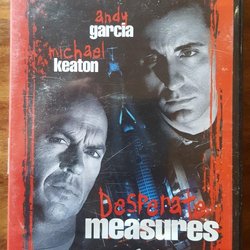 andy
garcia
michael
keaton
Desperate
measures